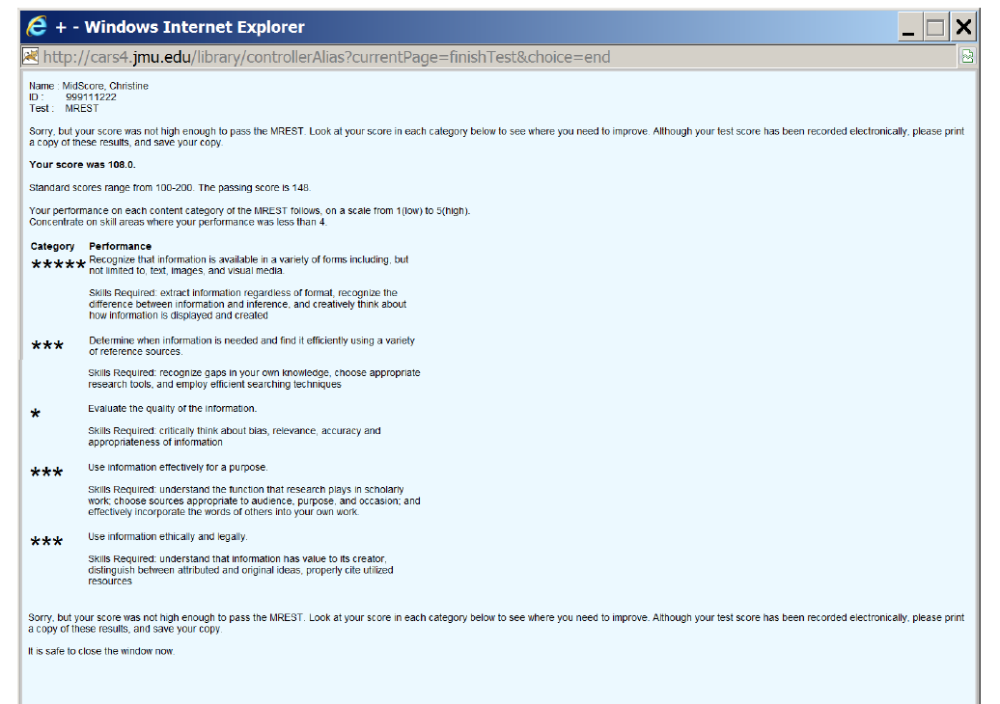 + - Windows Internet Explorer
http://cars4.jmu.edu/library/controllerAlias?currentPage=finishTest&choice=end
Name : MidScore, Christine
ID : 999111222
Test : MREST
Sorry, but your score was not high enough to pass the MREST. Look at your score in each category below to see where you need to improve. Although your test score has been recorded electronically, please print
a copy of these results, and save your copy.
Your score was 108.0.
Standard scores range from 100-200. The passing score is 148.
Your performance on each content category of the MREST follows, on a scale from 1(low) to 5(high).
Concentrate on skill areas where your performance was less than 4.
Category Performance
***** Recognize that information is available in a variety of forms including, but
not limited to, text, images, and visual media.
Skills Required: extract information regardless of format, recognize the
difference between information and inference, and creatively think about
how information is displayed and created
*** Determine when information is needed and find it efficiently using a variety
of reference sources.
Skills Required: recognize gaps in your own knowledge, choose appropriate
research tools, and employ efficient searching techniques
* Evaluate the quality of the information.
Skills Required: critically think about bias, relevance, accuracy and
appropriateness of information
*** Use information effectively for a purpose.
Skills Required: understand the function that research plays in scholarly
work; choose sources appropriate to audience, purpose, and occasion; and
effectively incorporate the words of others into your own work.
*** Use information ethically and legally.
Skills Required: understand that information has value to its creator,
distinguish between attributed and original ideas, properly cite utilized
resources
Sorry, but your score was not high enough to pass the MREST. Look at your score in each category below to see where you need to improve. Although your test score has been recorded electronically, please print
a copy of these results, and save your copy.
It is safe to close the window now.